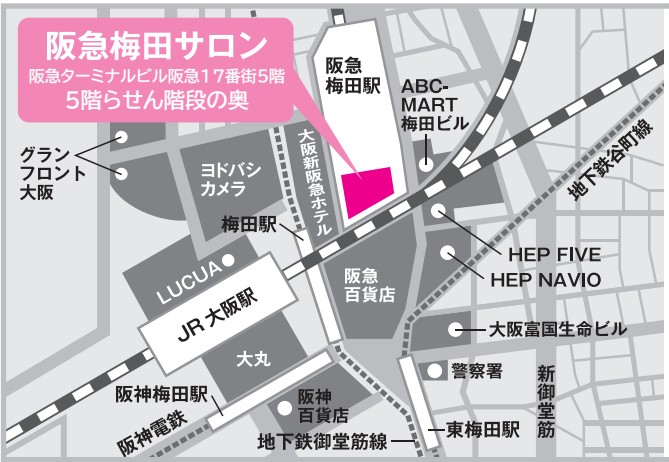 阪急梅田サロン
阪急ターミナルビル阪急17番街5階
5階らせん階段の奥
阪急
梅田駅
ABC-
MART
梅田ビル
グラン
フロント
大阪
ヨドバシ
カメラ
大阪新阪急ホテル
地下鉄谷町線
梅田駅
LUCUA
JR大阪駅
阪急
百貨店
HEP FIVE
HEP NAVIO
大丸
大阪富国生命ビル
警察署
新御堂筋
阪神梅田駅
阪神
百貨店
阪神電鉄
地下鉄御堂筋線
東梅田駅